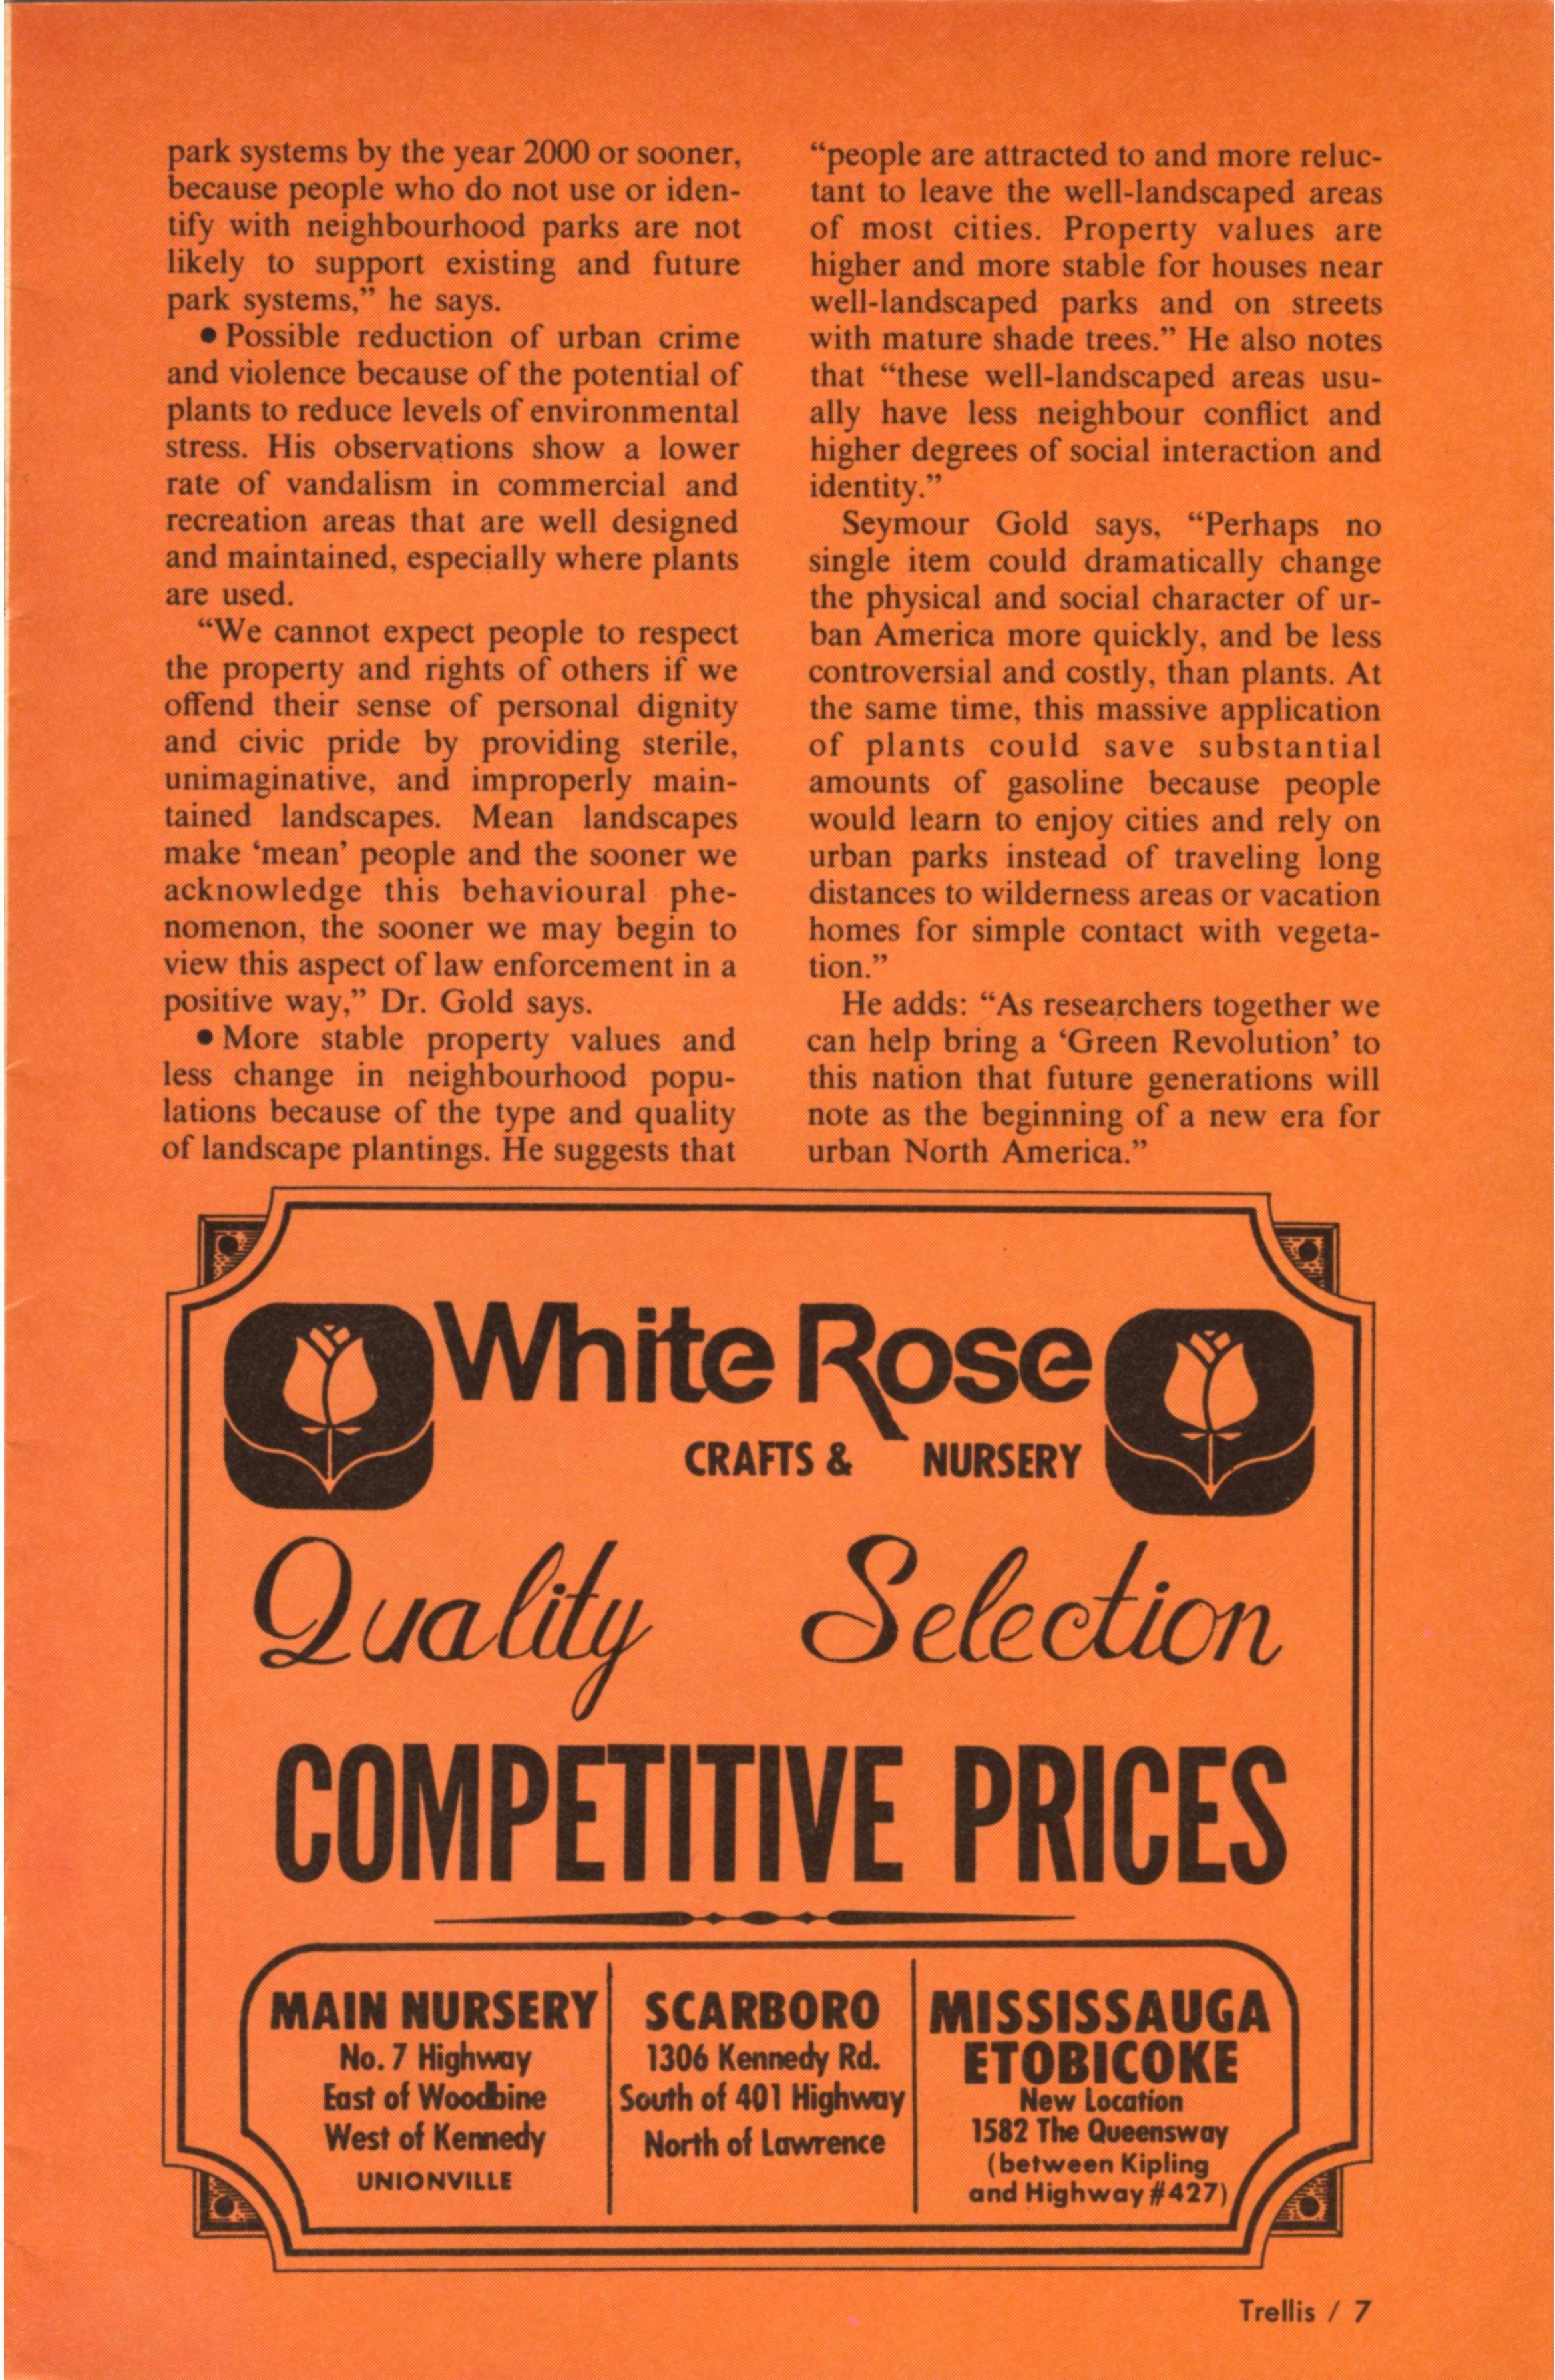 park systems by the year 2000 or sooner,
because people who do not use or iden-
tify with neighbourhood parks are not
likely to support existing and future
park systems,” he says.
● Possible reduction of urban crime
and violence because of the potential of
plants to reduce levels of environmental
stress. His observations show a lower
rate of vandalism in commercial and
recreation areas that are well designed
and maintained, especially where plants
are used.
“We cannot expect people to respect
the property and rights of others if we
offend their sense of personal dignity
and civic pride by providing sterile,
unimaginative, and improperly main-
tained landscapes. Mean landscapes
make ‘mean’ people and the sooner we
acknowledge this behavioural phe-
nomenon, the sooner we may begin to
view this aspect of law enforcement in a
positive way,” Dr. Gold says.
● More stable property values and
less change in neighbourhood popu-
lations because of the type and quality
of landscape plantings. He suggests that
“people are attracted to and more reluc-
tant to leave the well-landscaped areas
of most cities. Property values are
higher and more stable for houses near
well-landscaped parks and on streets
with mature shade trees.” He also notes
that “these well-landscaped areas usu-
ally have less neighbour conflict and
higher degrees of social interaction and
identity.”
Seymour Gold says, “Perhaps no
single item could dramatically change
the physical and social character of ur-
ban America more quickly, and be less
controversial and costly, than plants. At
the same time, this massive application
of plants could save substantial
amounts of gasoline because people
would learn to enjoy cities and rely on
urban parks instead of traveling long
distances to wilderness areas or vacation
homes for simple contact with vegeta-
tion.”
He adds: “As researchers together we
can help bring a ‘Green Revolution’ to
this nation that future generations will
note as the beginning of a new era for
urban North America.”
White Rose
CRAFTS & NURSERY
Quality Selection
COMPETITIVE PRICES
MAIN NURSERY
No. 7 Highway
East of Woodbine
West of Kennedy
UNIONVILLE
SCARBORO
1306 Kennedy Rd.
South of 401 Highway
North of Lawrence
MISSISSAUGA
ETOBICOKE
New Location
1582 The Queensway
(between Kipling
and Highway #427)
Trellis / 7